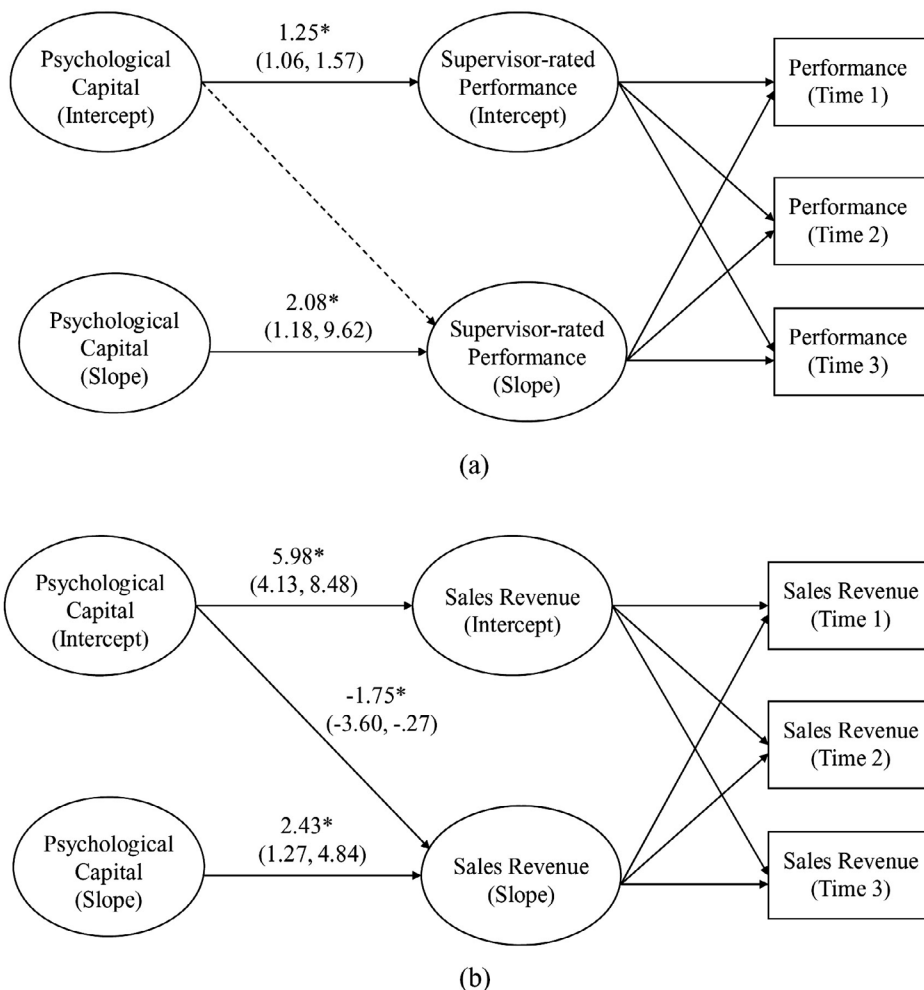 1.25*
(1.06, 1.57)
Psychological
Capital
(Intercept)
Supervisor-rated
Performance
(Intercept)
Performance
(Time 1)
Performance
(Time 2)
2.08*
(1.18, 9.62)
Psychological
Capital
(Slope)
Supervisor-rated
Performance
(Slope)
Performance
(Time 3)
(a)
5.98*
(4.13, 8.48)
Psychological
Capital
(Intercept)
Sales Revenue
(Intercept)
Sales Revenue
(Time 1)
-1.75*
(-3.60, -.27)
Sales Revenue
(Time 2)
2.43*
(1.27, 4.84)
Psychological
Capital
(Slope)
Sales Revenue
(Slope)
Sales Revenue
(Time 3)
(b)